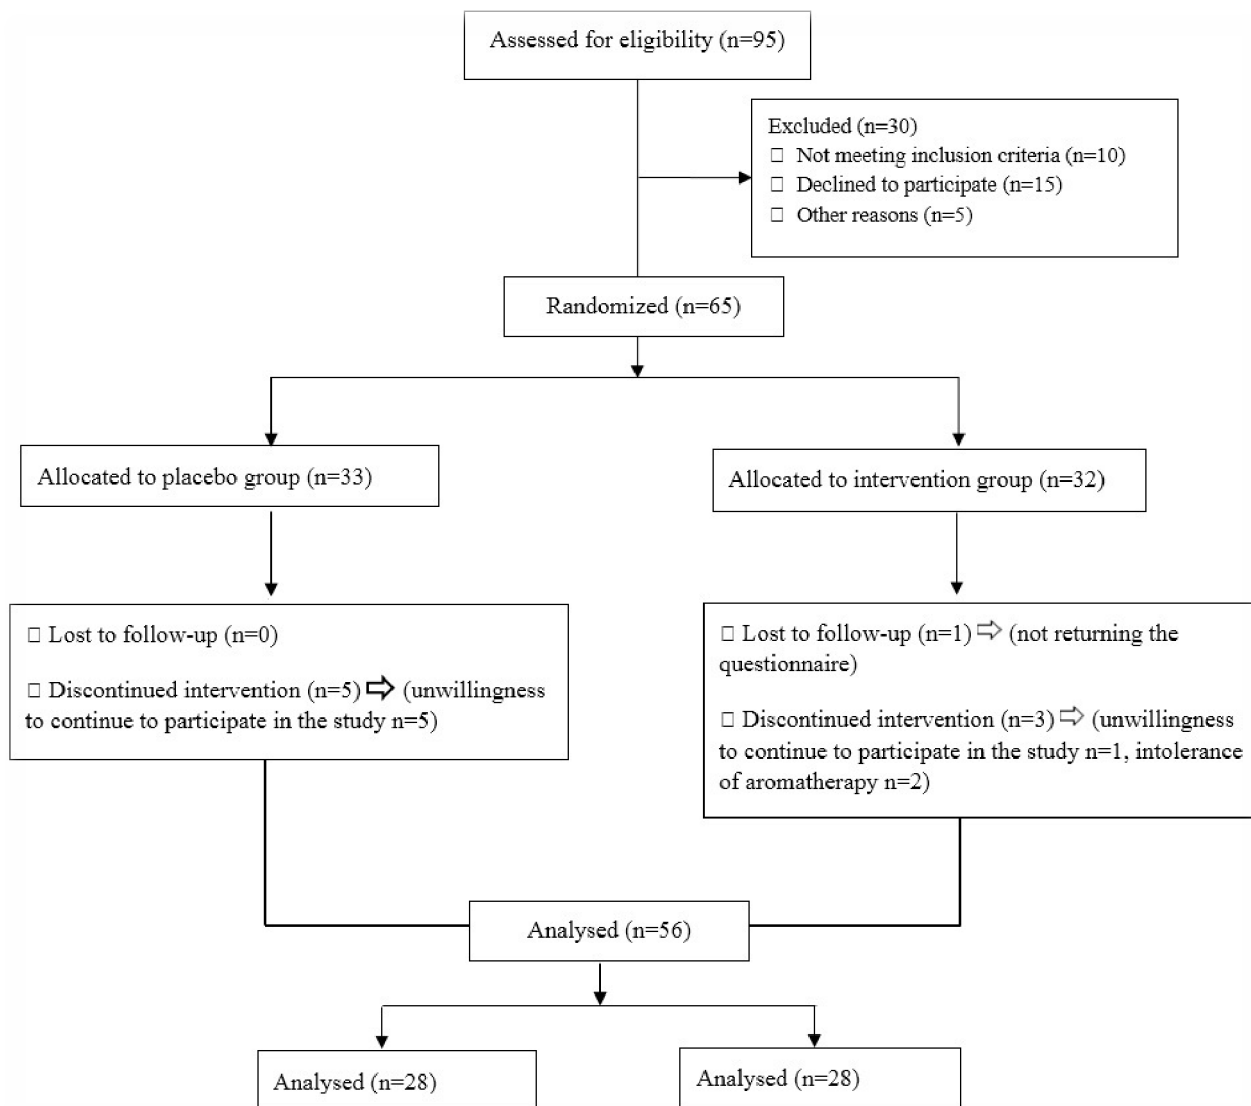 Assessed for eligibility (n=95)
Excluded (n=30)
□ Not meeting inclusion criteria (n=10)
□ Declined to participate (n=15)
□ Other reasons (n=5)
Randomized (n=65)
Allocated to placebo group (n=33)
Allocated to intervention group (n=32)
□ Lost to follow-up (n=0)
□ Discontinued intervention (n=5) ⇨ (unwillingness
to continue to participate in the study n=5)
□ Lost to follow-up (n=1) ⇨ (not returning the
questionnaire)
□ Discontinued intervention (n=3) ⇨ (unwillingness
to continue to participate in the study n=1, intolerance
of aromatherapy n=2)
Analysed (n=56)
Analysed (n=28)
Analysed (n=28)